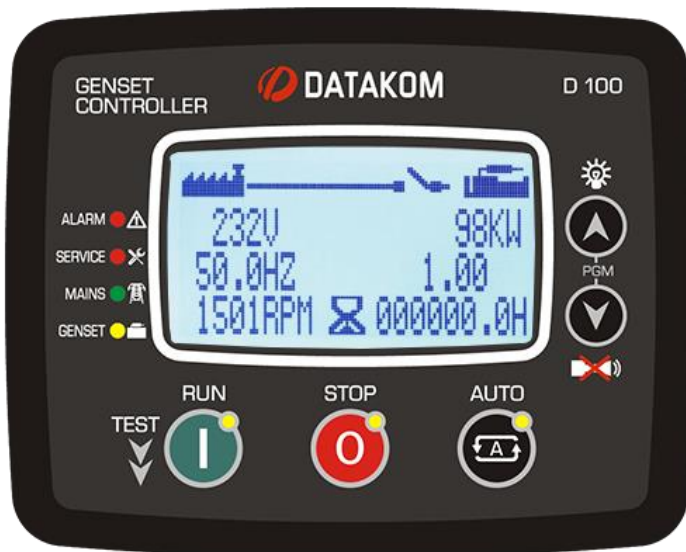 GENSET
CONTROLLER
DATAKOM
D 100
232V 98KW
50.0HZ 1.00
1501RPM 000000.0H
ALARM
SERVICE
MAINS
GENSET
PGM
RUN
STOP
AUTO
TEST
I
O
A